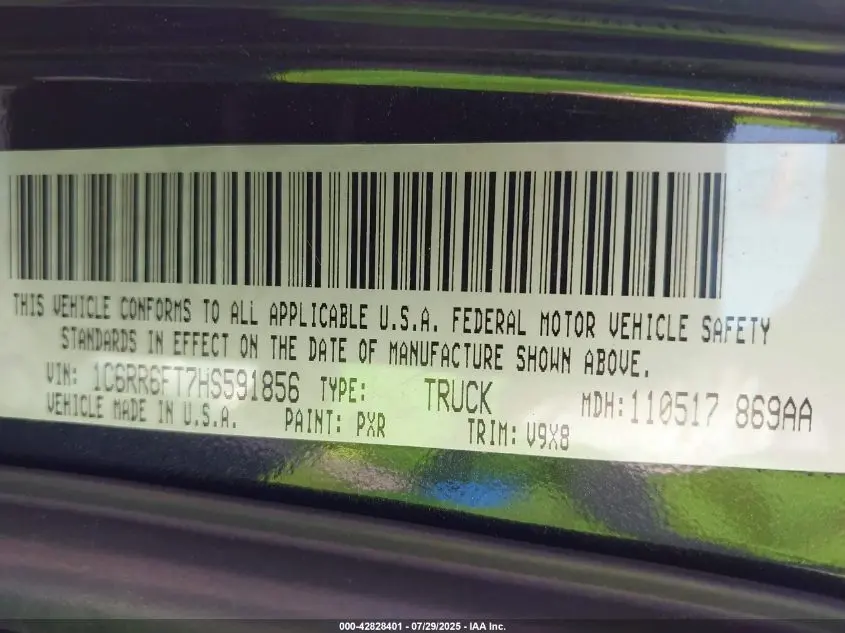 THIS VEHICLE CONFORMS TO ALL APPLICABLE U.S.A. FEDERAL MOTOR VEHICLE SAFETY
STANDARDS IN EFFECT ON THE DATE OF MANUFACTURE SHOWN ABOVE.
VIN: 1C6RR6FT7HS591856 TYPE: TRUCK MDH:110517 869AA
VEHICLE MADE IN U.S.A. PAINT: PXR TRIM: V9X8
000-42828401 - 07/29/2025 - IAA Inc.